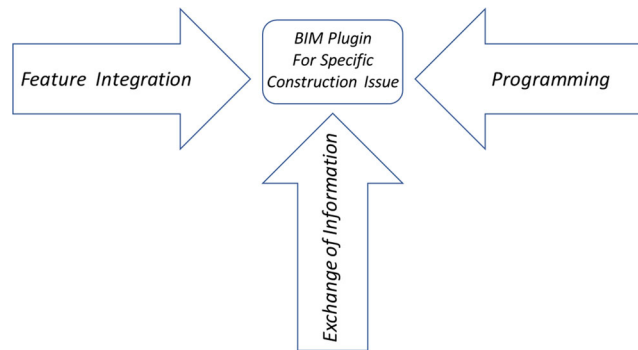 BIM Plugin
For Specific
Construction Issue
Feature Integration
Programming
Exchange of Information